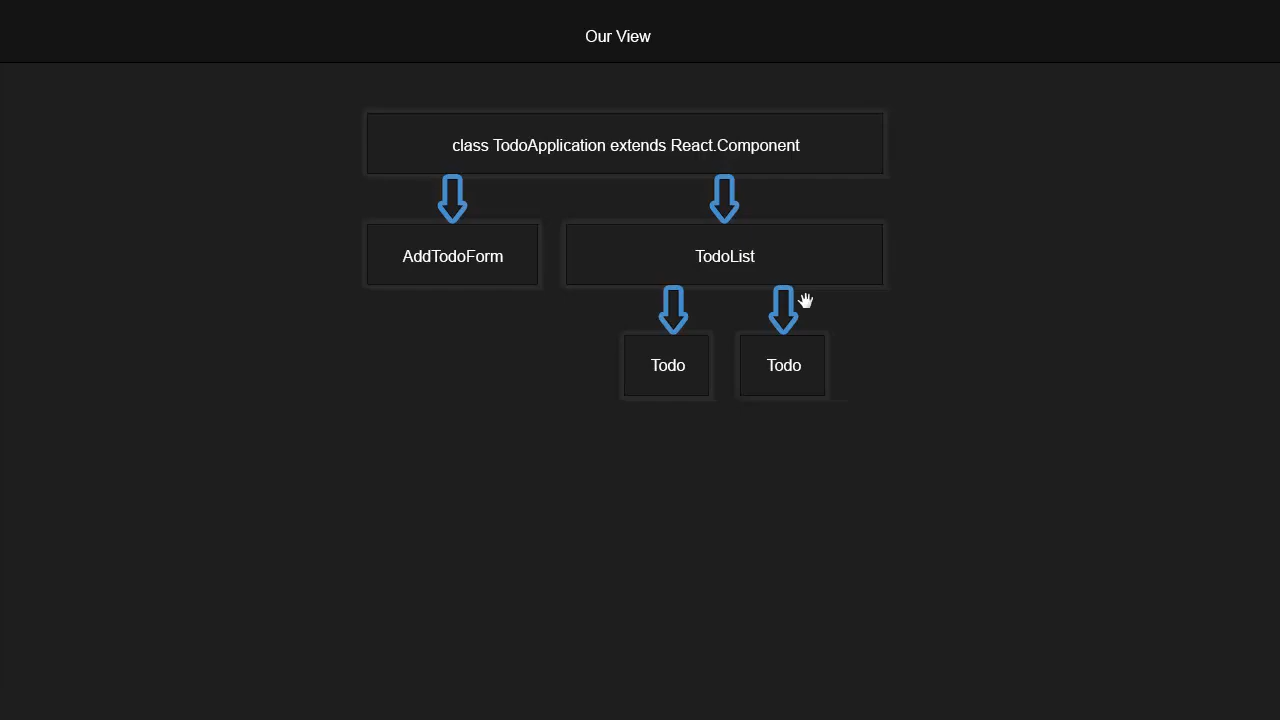 Our View
class TodoApplication extends React.Component
AddTodoForm
TodoList
Todo
Todo